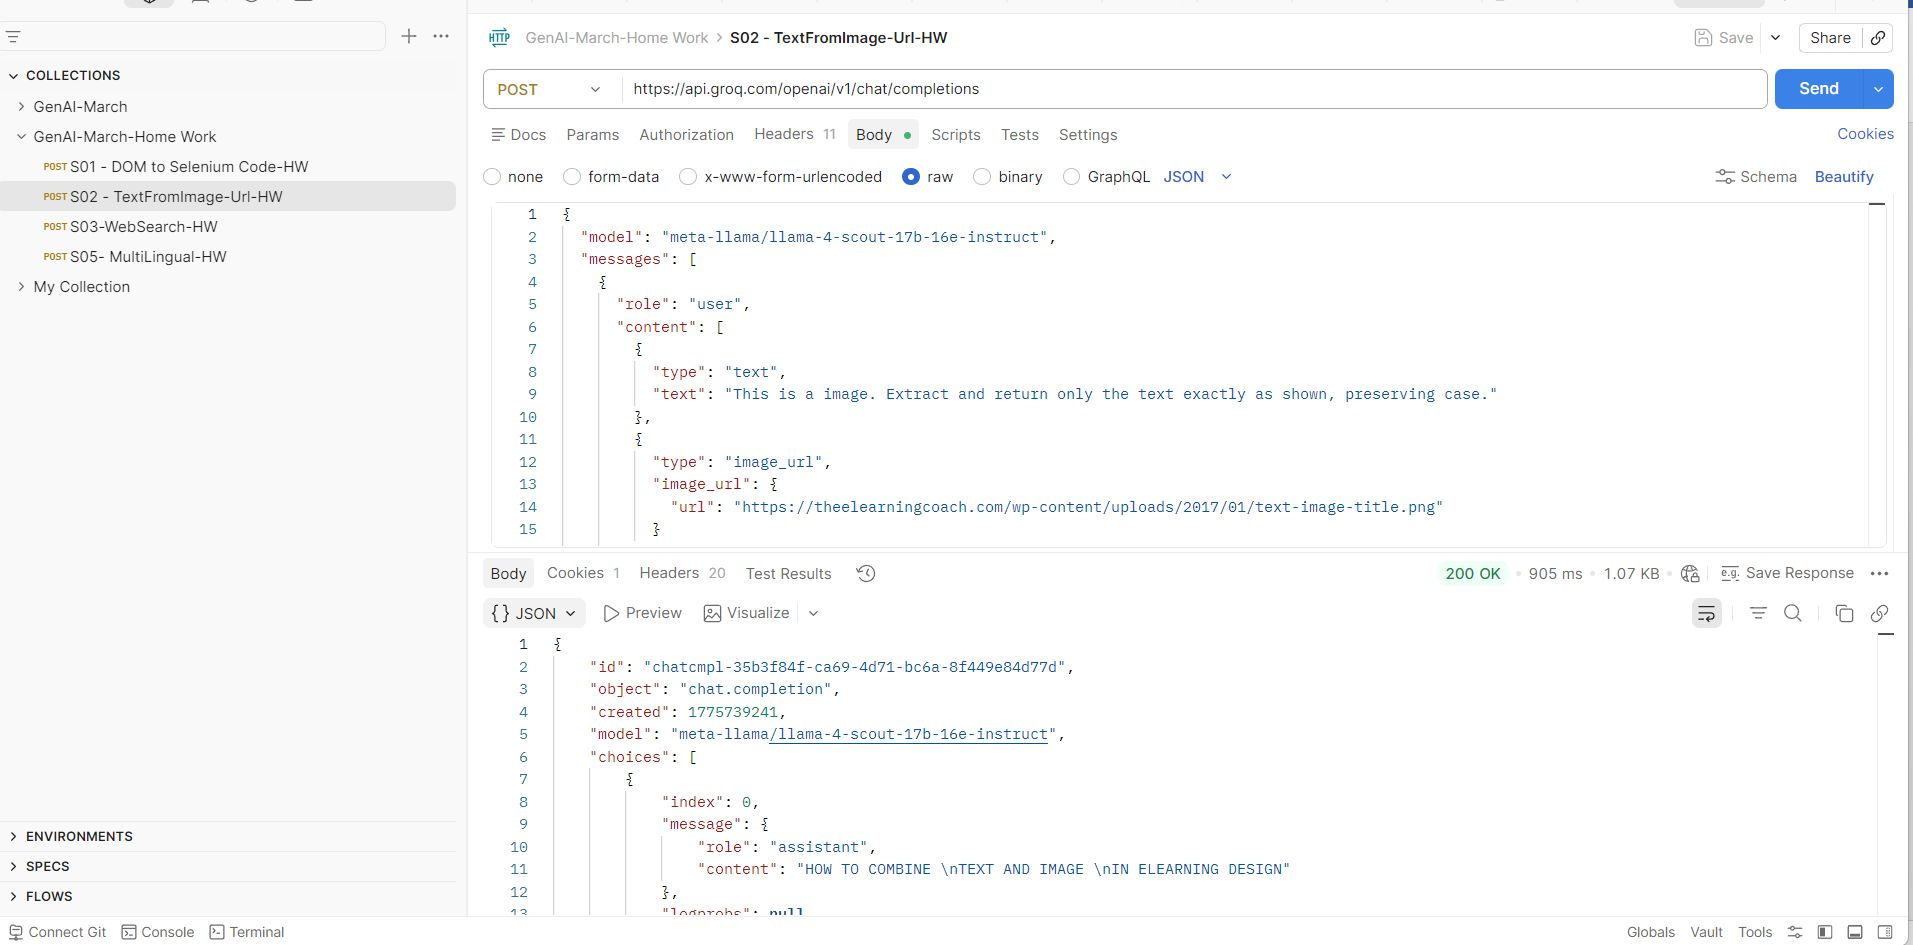 GenAI-March-Home Work > S02 - TextFromImage-Url-HW
Save
Share
COLLECTIONS
GenAI-March
GenAI-March-Home Work
POST S01 - DOM to Selenium Code-HW
POST S02 - TextFromImage-Url-HW
POST S03-WebSearch-HW
POST S05- MultiLingual-HW
My Collection
ENVIRONMENTS
SPECS
FLOWS
POST https://api.groq.com/openai/v1/chat/completions
Send
Docs Params Authorization Headers 11 Body Scripts Tests Settings
Cookies
none form-data x-www-form-urlencoded raw binary GraphQL JSON
Schema Beautify
1 {
2 "model": "meta-llama/llama-4-scout-17b-16e-instruct",
3 "messages": [
4 {
5 "role": "user",
6 "content": [
7 {
8 "type": "text",
9 "text": "This is a image. Extract and return only the text exactly as shown, preserving case."
10 },
11 {
12 "type": "image_url",
13 "image_url": {
14 "url": "https://theelearningcoach.com/wp-content/uploads/2017/01/text-image-title.png"
15 }
Body Cookies 1 Headers 20 Test Results
200 OK • 905 ms • 1.07 KB • e.g. Save Response
{} JSON Preview Visualize
1 {
2 "id": "chatcmpl-35b3f84f-ca69-4d71-bc6a-8f449e84d77d",
3 "object": "chat.completion",
4 "created": 1775739241,
5 "model": "meta-llama/llama-4-scout-17b-16e-instruct",
6 "choices": [
7 {
8 "index": 0,
9 "message": {
10 "role": "assistant",
11 "content": "HOW TO COMBINE \nTEXT AND IMAGE \nIN ELEARNING DESIGN"
12 },
13 "logprobs": null
Connect Git Console Terminal
Globals Vault Tools